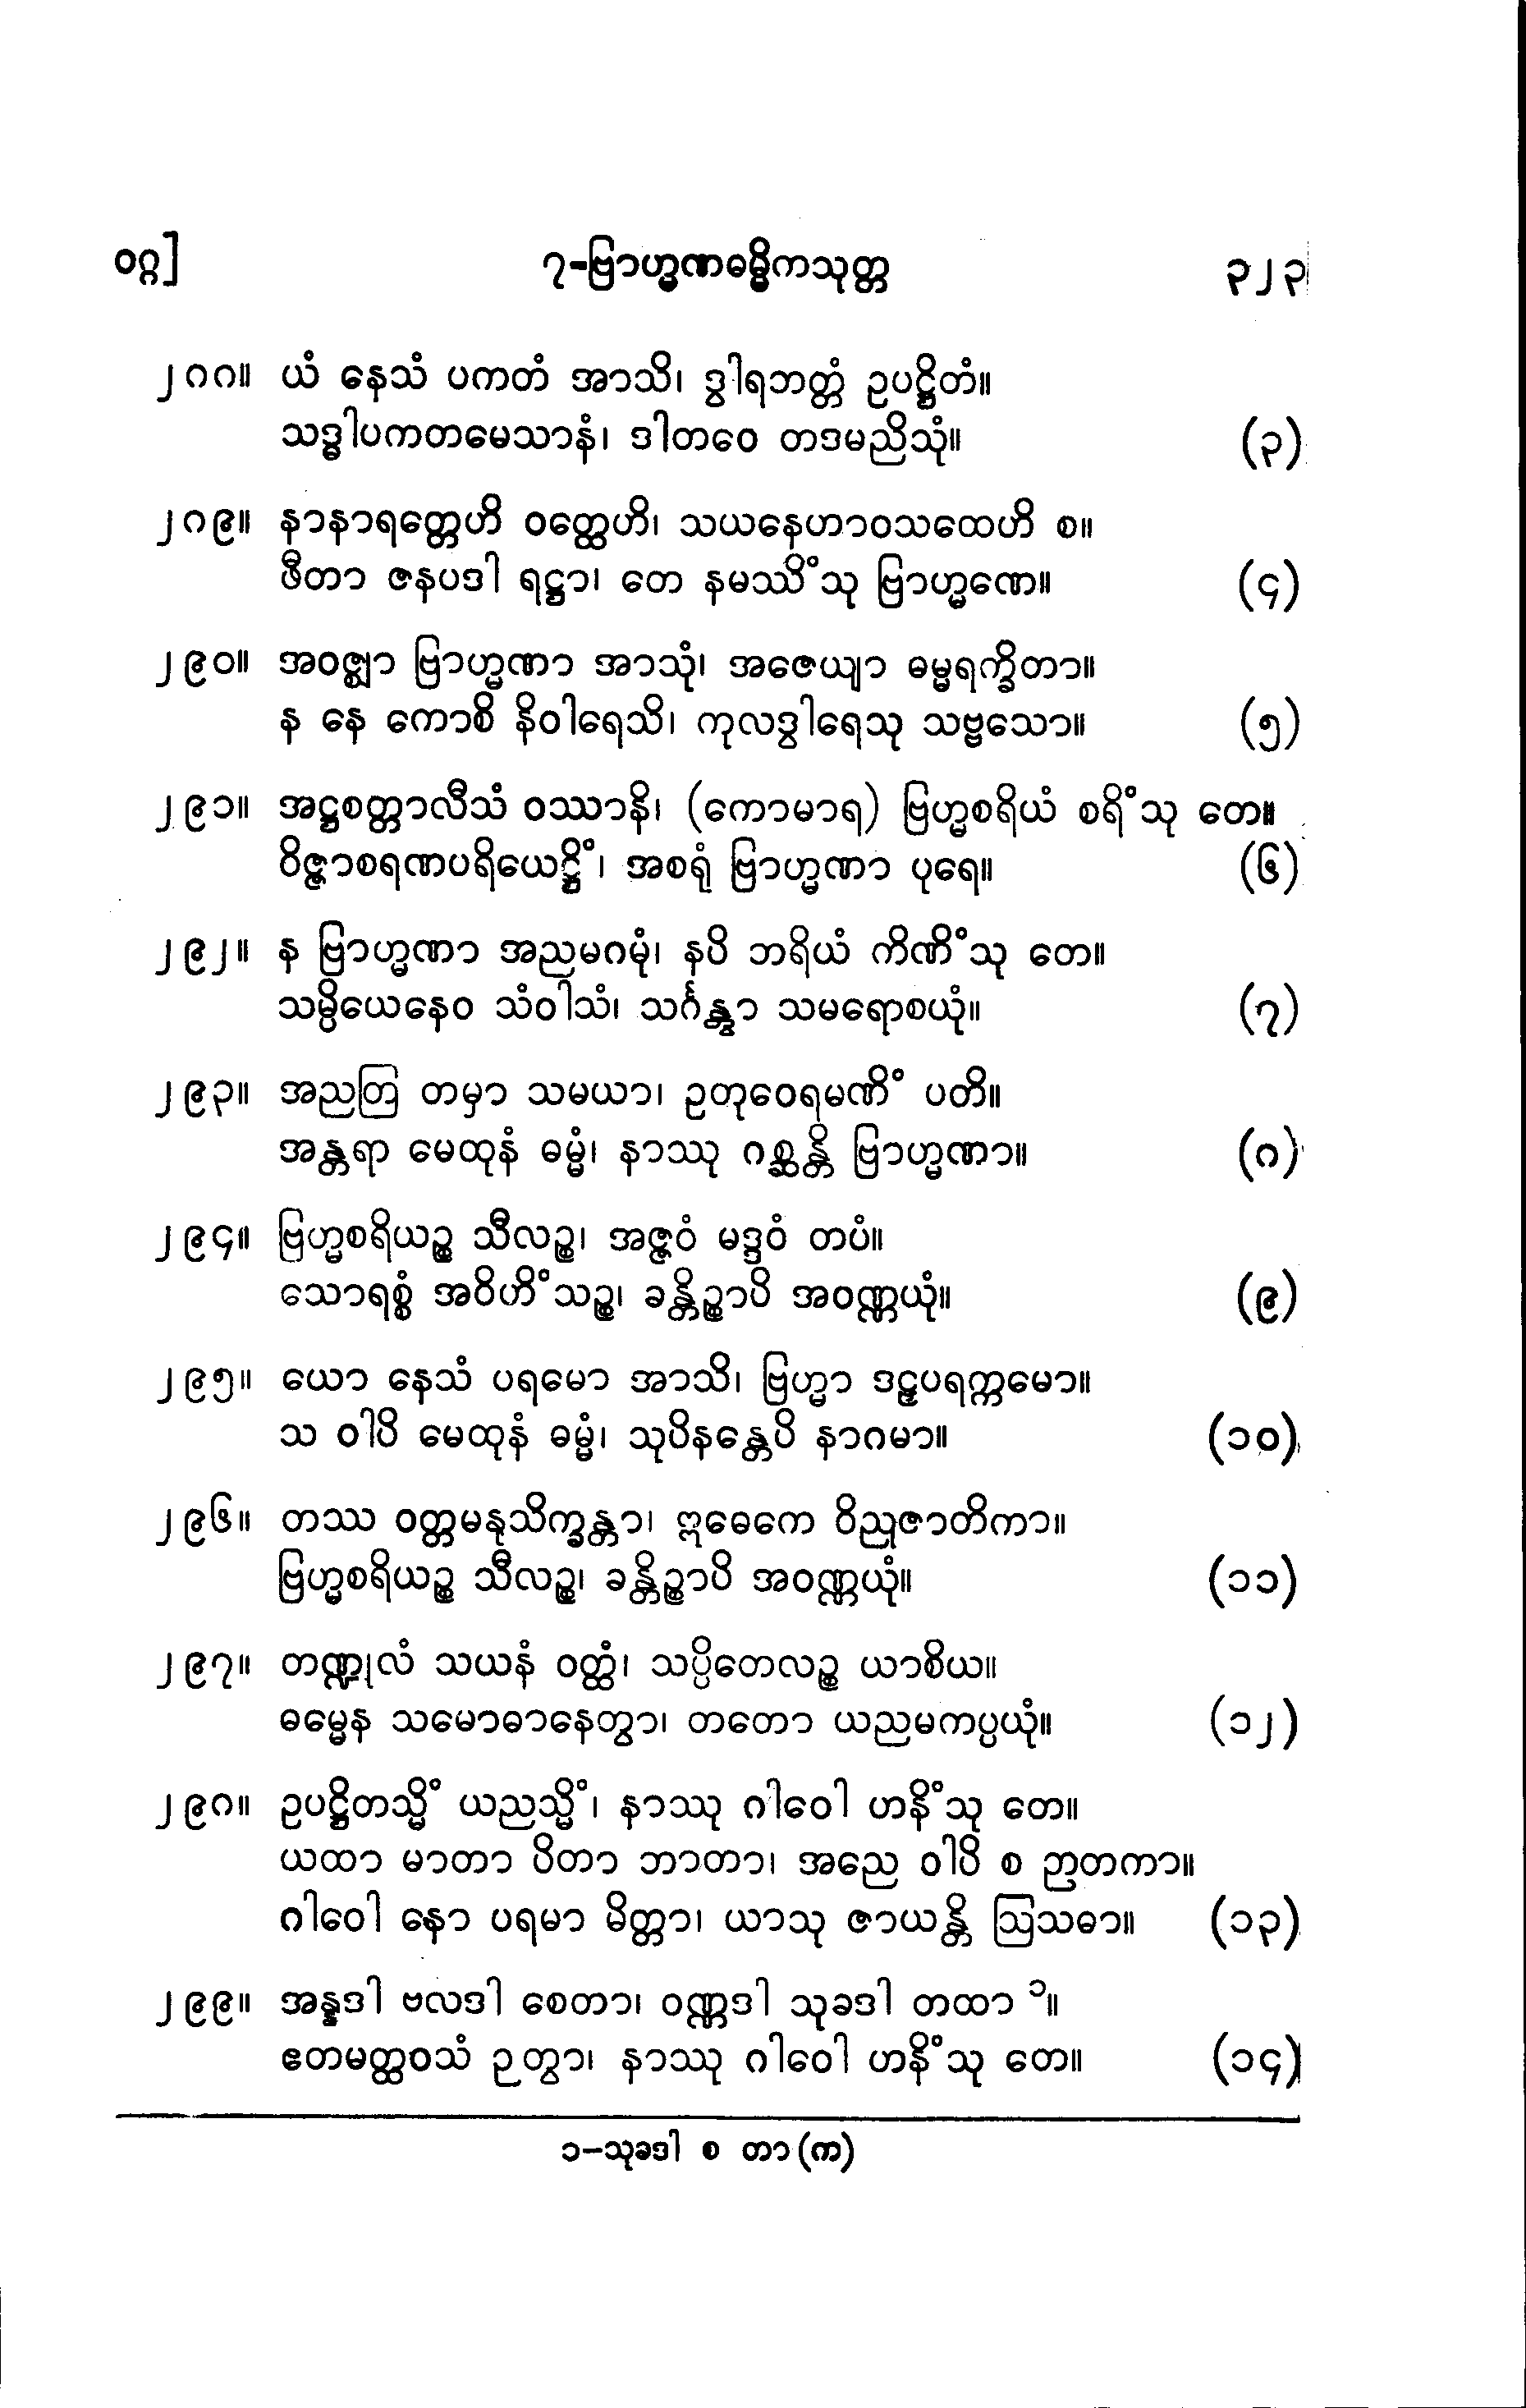 ၀ဂ္ဂ] ၇-ဗြာဟ္မဏဓမ္မိကသုတ္တ ၃၂၃
၂၈၈။ ယံ နေသံ ပကတံ အာသိ၊ ဒွါရဘတ္တံ ဥပဋ္ဌိတံ။
သဒ္ဓါပကတမေသာနံ၊ ဒါတဝေ တဒမညိသုံ။ (၃)
၂၈၉။ နာနာရတ္တေဟိ ဝတ္ထေဟိ၊ သယနေဟာဝသထေဟိ စ။
ဖီတာ ဇနပဒါ ရဋ္ဌာ၊ တေ နမဿိံသု ဗြာဟ္မဏေ။ (၄)
၂၉၀။ အဝဇ္ဈာ ဗြာဟ္မဏာ အာသုံ၊ အဇေယျာ ဓမ္မရက္ခိတာ။
န နေ ကောစိ နိဝါရေသိ၊ ကုလဒွါရေသု သဗ္ဗသော။ (၅)
၂၉၁။ အဋ္ဌစတ္တာလီသံ ဝဿာနိ၊ (ကောမာရ) ဗြဟ္မစရိယံ စရိံသု တေ။
ဝိဇ္ဇာစရဏပရိယေဋ္ဌိံ၊ အစရုံ ဗြာဟ္မဏာ ပုရေ။ (၆)
၂၉၂။ န ဗြာဟ္မဏာ အညမဂမုံ၊ နပိ ဘရိယံ ကိဏိံသု တေ။
သမ္ပိယေနေဝ သံဝါသံ၊ သင်္ဂန္တွာ သမရောစယုံ။ (၇)
၂၉၃။ အညတြ တမှာ သမယာ၊ ဥတုဝေရမဏိံ ပတိ။
အန္တရာ မေထုနံ ဓမ္မံ၊ နာဿု ဂစ္ဆန္တိ ဗြာဟ္မဏာ။ (၈)
၂၉၄။ ဗြဟ္မစရိယဉ္စ သီလဉ္စ၊ အဇ္ဇဝံ မဒ္ဒဝံ တပံ။
သောရစ္စံ အဝိဟိံသဉ္စ၊ ခန္တိဉ္စာပိ အဝဏ္ဏယုံ။ (၉)
၂၉၅။ ယော နေသံ ပရမော အာသိ၊ ဗြဟ္မာ ဒဠှပရက္ကမော။
သ ဝါပိ မေထုနံ ဓမ္မံ၊ သုပိနန္တေပိ နာဂမာ။ (၁၀)
၂၉၆။ တဿ ဝတ္တမနုသိက္ခန္တာ၊ ဣဓေကေ ဝိညုဇာတိကာ။
ဗြဟ္မစရိယဉ္စ သီလဉ္စ၊ ခန္တိဉ္စာပိ အဝဏ္ဏယုံ။ (၁၁)
၂၉၇။ တဏ္ဍုလံ သယနံ ဝတ္ထံ၊ သပ္ပိတေလဉ္စ ယာစိယ။
ဓမ္မေန သမောဓာနေတွာ၊ တတော ယညမကပ္ပယုံ။ (၁၂)
၂၉၈။ ဥပဋ္ဌိတသ္မိံ ယညသ္မိံ၊ နာဿု ဂါဝေါ ဟနိံသု တေ။
ယထာ မာတာ ပိတာ ဘာတာ၊ အညေ ဝါပိ စ ဉာတကာ။
ဂါဝေါ နော ပရမာ မိတ္တာ၊ ယာသု ဇာယန္တိ ဩသဓာ။ (၁၃)
၂၉၉။ အန္နဒါ ဗလဒါ စေတာ၊ ဝဏ္ဏဒါ သုခဒါ တထာ ၁။
ဧတမတ္ထဝသံ ဉတွာ၊ နာဿု ဂါဝေါ ဟနိံသု တေ။ (၁၄)
၁-သုခဒါ စ တာ (က)